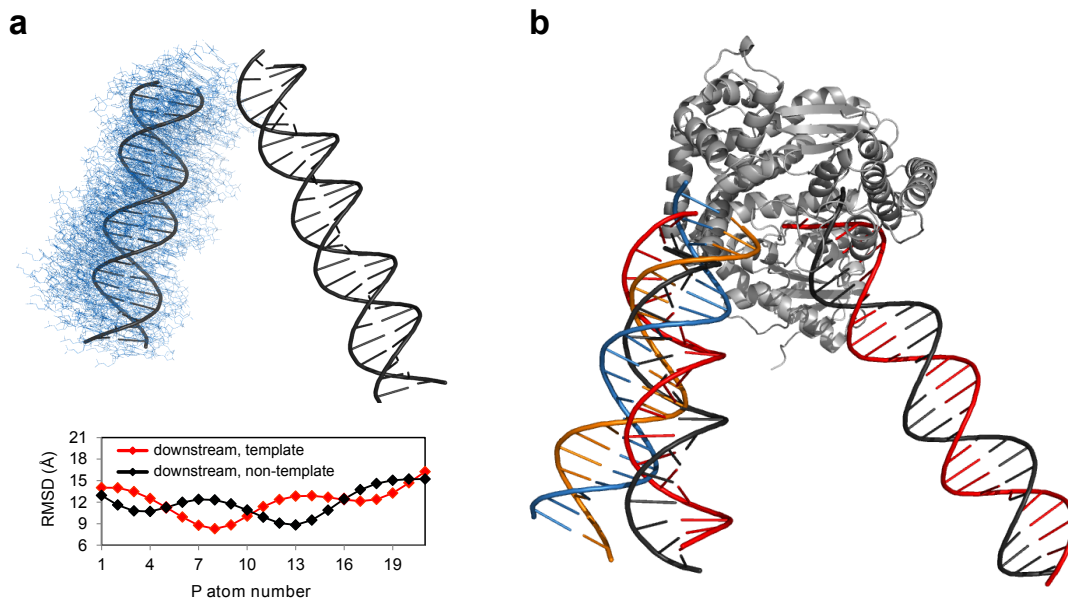 a
b
21
18
15
12
9
6
RMSD (Å)
downstream, template
downstream, non-template
1 4 7 10 13 16 19
P atom number